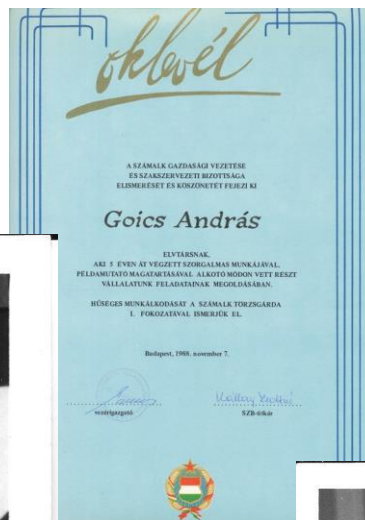 oklevél
A SZÁMALK GAZDASÁGI VEZETÉSE
ÉS SZAKSZERVEZETI BIZOTTSÁGA
ELISMERÉSÉT ÉS KÖSZÖNETÉT FEJEZI KI
Goics András
ELVTÁRSNAK,
AKI 5 ÉVEN ÁT VÉGZETT SZORGALMAS MUNKÁJÁVAL,
PÉLDAMUTATÓ MAGATARTÁSÁVAL ALKOTÓ MÓDON VETT RÉSZT
VÁLLALATUNK FELADATAINAK MEGOLDÁSÁBAN.
HŰSÉGES MUNKÁLKODÁSÁT A SZÁMALK TÖRZSGÁRDA
I. FOKOZATÁVAL ISMERJÜK EL.
Budapest, 1988. november 7.
vezérigazgató
SZB-titkár